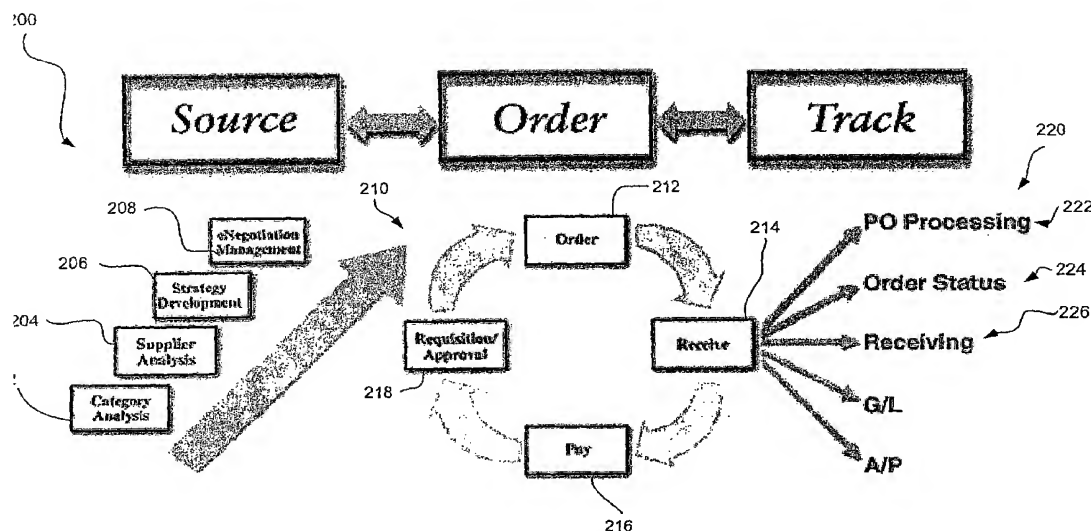 200
Source
Order
Track
220
212
210
208
eNegotiation
Management
Order
214
PO Processing
222
206
Strategy
Development
Order Status
224
204
Supplier
Analysis
Requisition/
Approval
Receive
Receiving
226
218
Category
Analysis
G/L
Pay
A/P
216